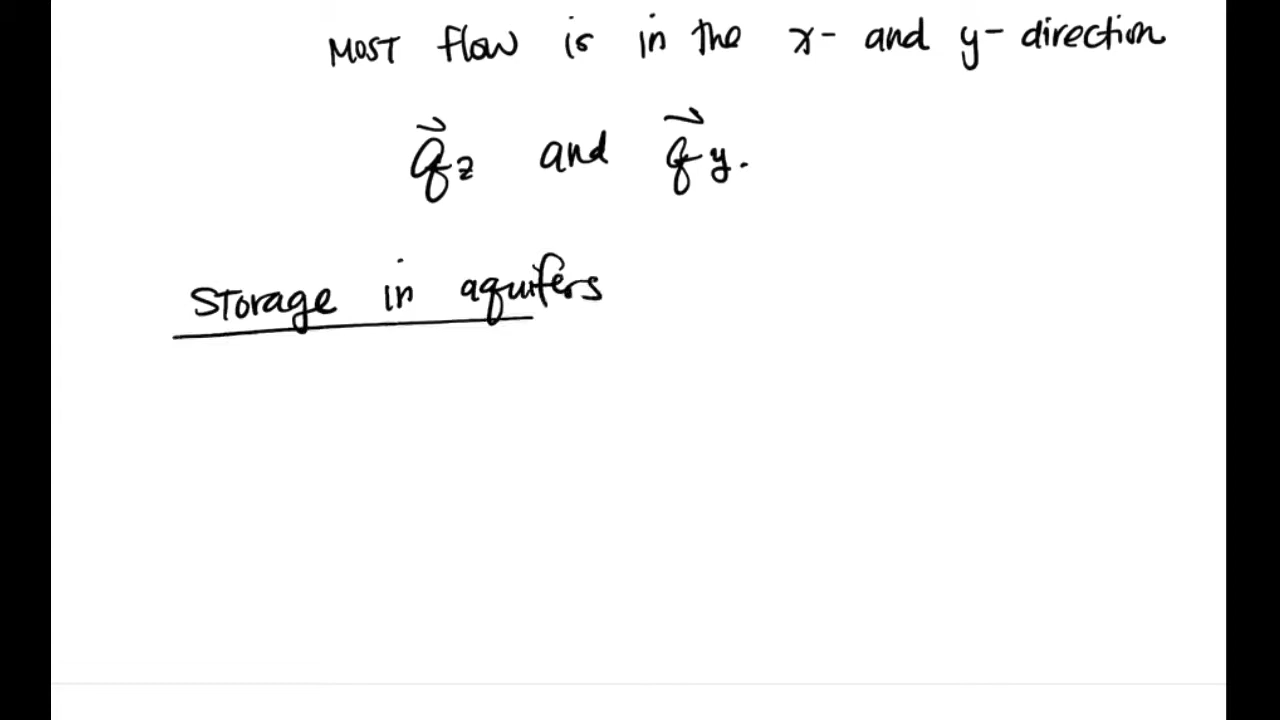 MOST flow is in the x- and y-direction
q⃗z and q⃗y.
Storage in aquifers